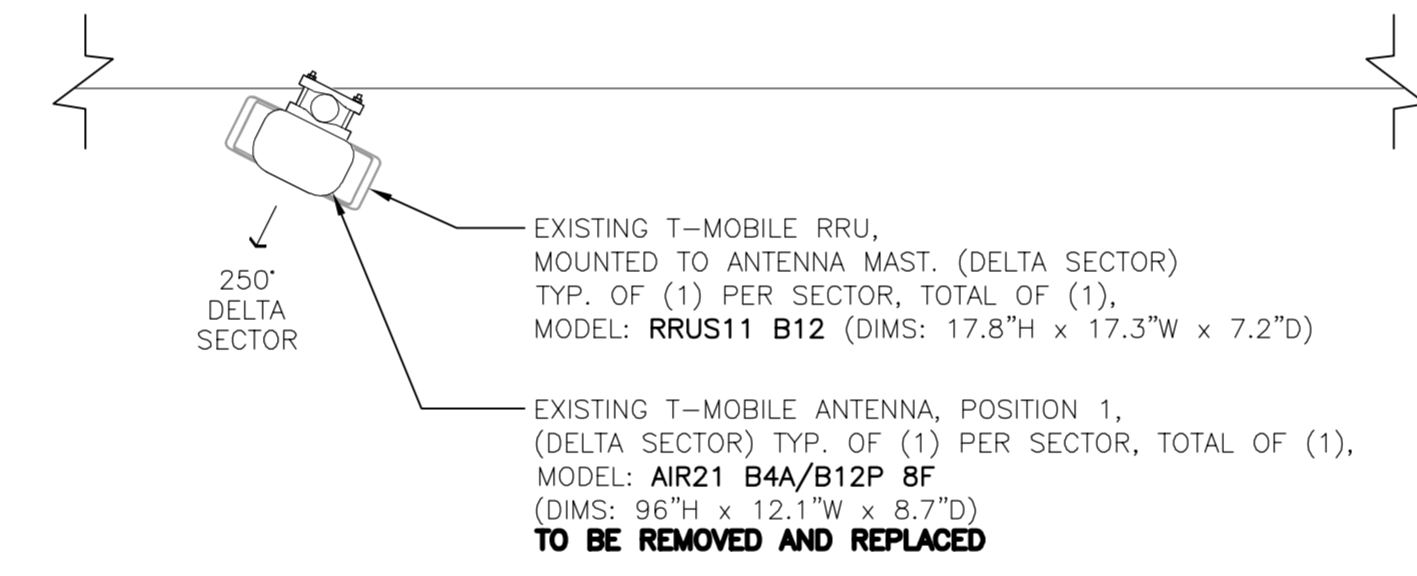 EXISTING T-MOBILE RRU,
MOUNTED TO ANTENNA MAST. (DELTA SECTOR)
TYP. OF (1) PER SECTOR, TOTAL OF (1),
MODEL: RRUS11 B12 (DIMS: 17.8"H x 17.3"W x 7.2"D)
250°
DELTA
SECTOR
EXISTING T-MOBILE ANTENNA, POSITION 1,
(DELTA SECTOR) TYP. OF (1) PER SECTOR, TOTAL OF (1),
MODEL: AIR21 B4A/B12P 8F
(DIMS: 96"H x 12.1"W x 8.7"D)
TO BE REMOVED AND REPLACED